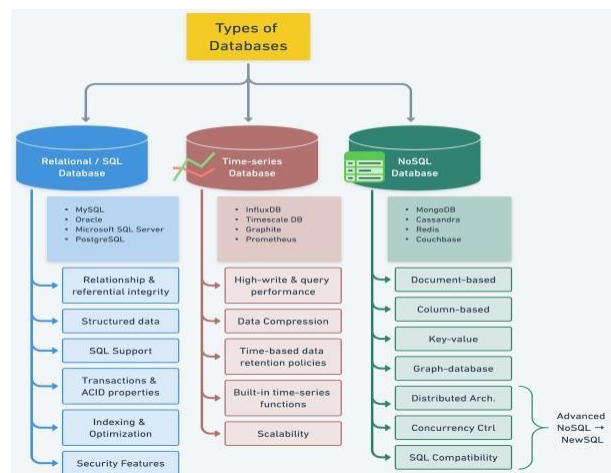 Types of
Databases
Relational / SQL
Database
• MySQL
• Oracle
• Microsoft SQL Server
• PostgreSQL
Relationship &
referential integrity
Structured data
SQL Support
Transactions &
ACID properties
Indexing &
Optimization
Security Features
Time-series
Database
• InfluxDB
• Timescale DB
• Graphite
• Prometheus
High-write & query
performance
Data Compression
Time-based data
retention policies
Built-in time-series
functions
Scalability
NoSQL
Database
• MongoDB
• Cassandra
• Redis
• Couchbase
Document-based
Column-based
Key-value
Graph-database
Distributed Arch.
Concurrency Ctrl
SQL Compatibility
Advanced
NoSQL →
NewSQL